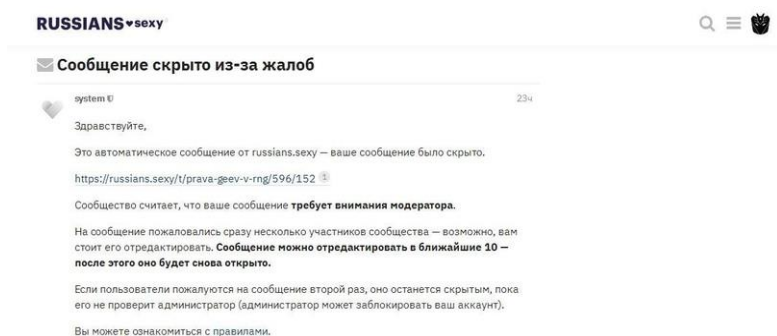 RUSSIANS♥sexy
Сообщение скрыто из-за жалоб
system
23ч
Здравствуйте,
Это автоматическое сообщение от russians.sexy — ваше сообщение было скрыто.
https://russians.sexy/t/prava-geev-v-rng/596/152 1
Сообщество считает, что ваше сообщение требует внимания модератора.
На сообщение пожаловались сразу несколько участников сообщества — возможно, вам
стоит его отредактировать. Сообщение можно отредактировать в ближайшие 10 —
после этого оно будет снова открыто.
Если пользователи пожалуются на сообщение второй раз, оно останется скрытым, пока
его не проверит администратор (администратор может заблокировать ваш аккаунт).
Вы можете ознакомиться с правилами.